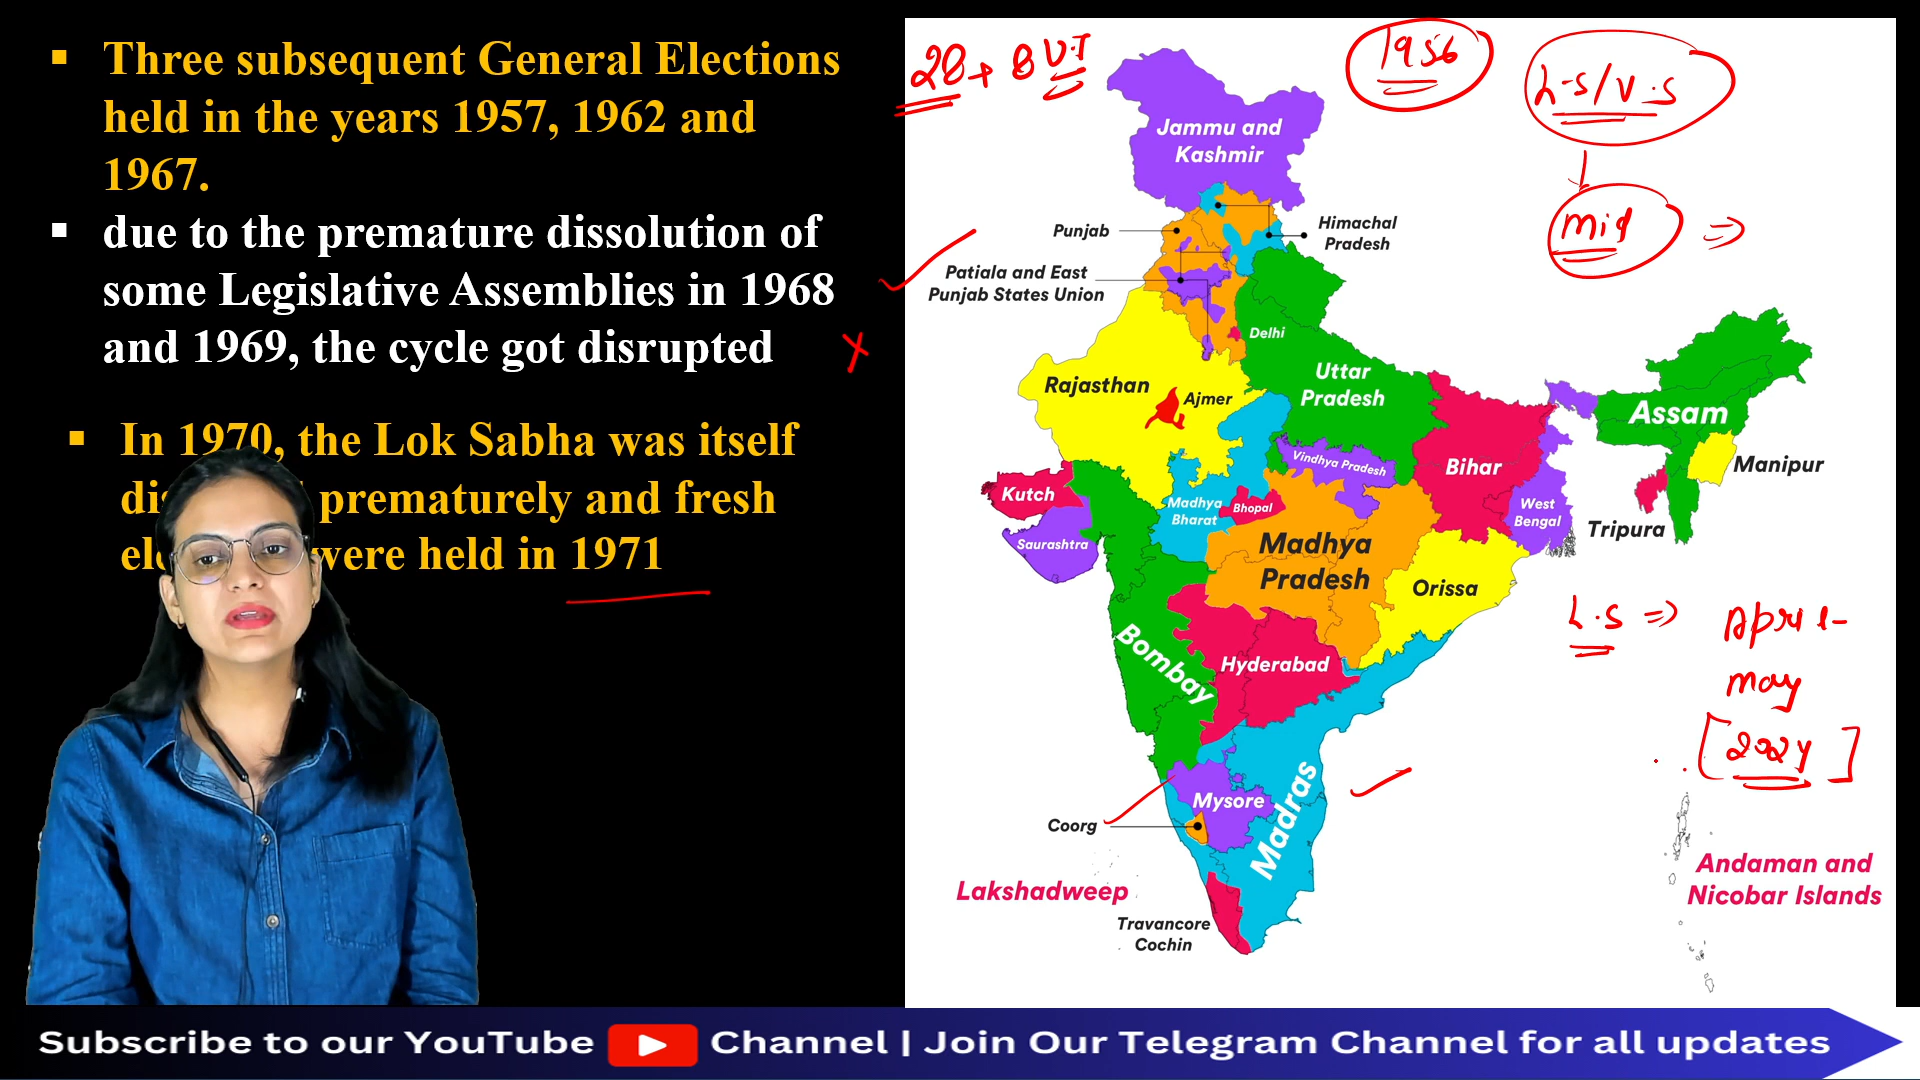 Three subsequent General Elections
held in the years 1957, 1962 and
1967.
due to the premature dissolution of
some Legislative Assemblies in 1968
and 1969, the cycle got disrupted
In 1970, the Lok Sabha was itself
prematurely and fresh
were held in 1971
28 + 8 U.T
1956
L-S/V.S
mid
Jammu and
Kashmir
Punjab
Himachal
Pradesh
Patiala and East
Punjab States Union
Delhi
Rajasthan
Ajmer
Uttar
Pradesh
Assam
Manipur
Vindhya Pradesh
Bihar
Kutch
Madhya
Bharat
Bhopal
West
Bengal
Tripura
Saurashtra
Madhya
Pradesh
Orissa
L.S => April-
may
[2024]
Bombay
Hyderabad
Mysore
Madras
Coorg
Lakshadweep
Andaman and
Nicobar Islands
Travancore
Cochin
Subscribe to our YouTube Channel | Join Our Telegram Channel for all updates